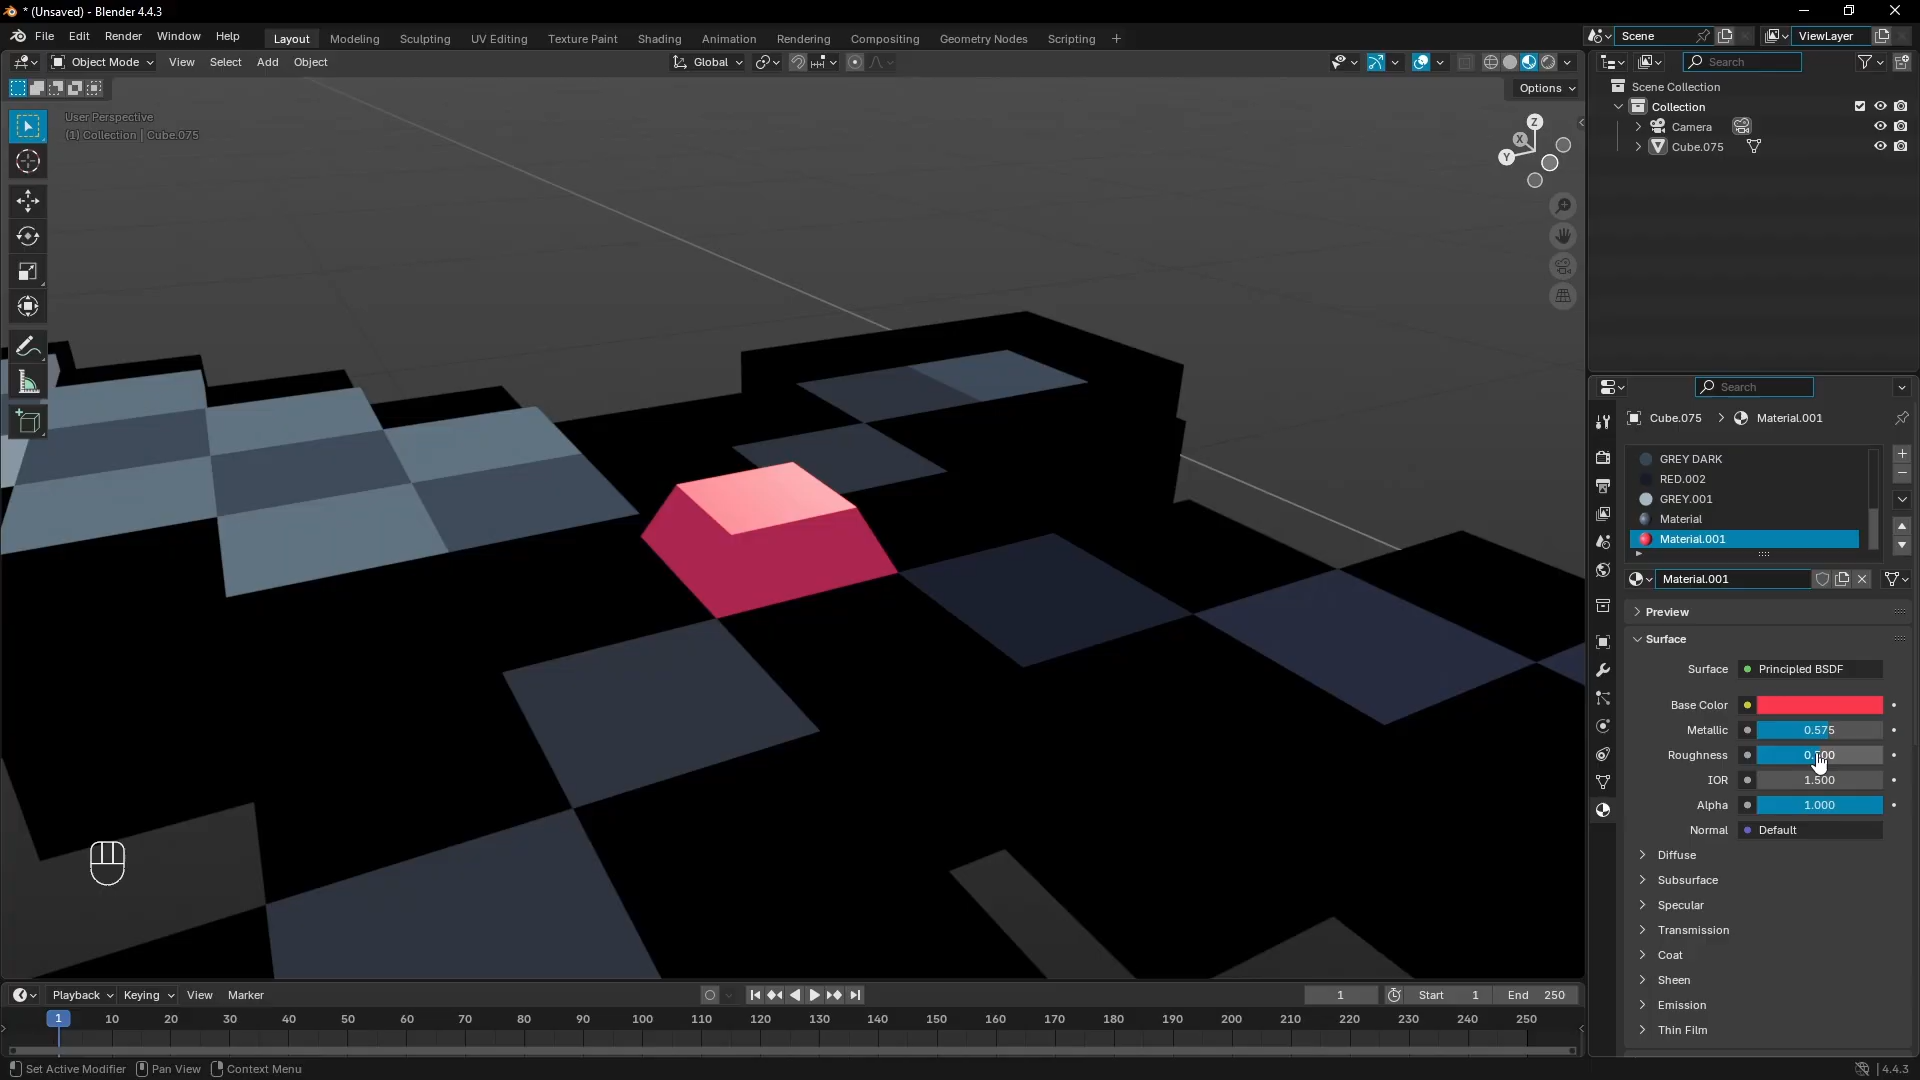 * (Unsaved) - Blender 4.4.3
File Edit Render Window Help
Layout Modeling Sculpting UV Editing Texture Paint Shading Animation Rendering Compositing Geometry Nodes Scripting +
Scene
ViewLayer
Object Mode View Select Add Object
Global
Search
Options
User Perspective
(1) Collection | Cube.075
Z
X
Y
Scene Collection
Collection
Camera
Cube.075
Search
Cube.075 > Material.001
GREY DARK
RED.002
GREY.001
Material
Material.001
Material.001
Preview
Surface
Surface Principled BSDF
Base Color
Metallic 0.575
Roughness
IOR 1.500
Alpha 1.000
Normal Default
Diffuse
Subsurface
Specular
Transmission
Coat
Sheen
Emission
Thin Film
Playback Keying View Marker
1
Start 1
End 250
1 10 20 30 40 50 60 70 80 90 100 110 120 130 140 150 160 170 180 190 200 210 220 230 240 250
Set Active Modifier Pan View Context Menu
4.4.3